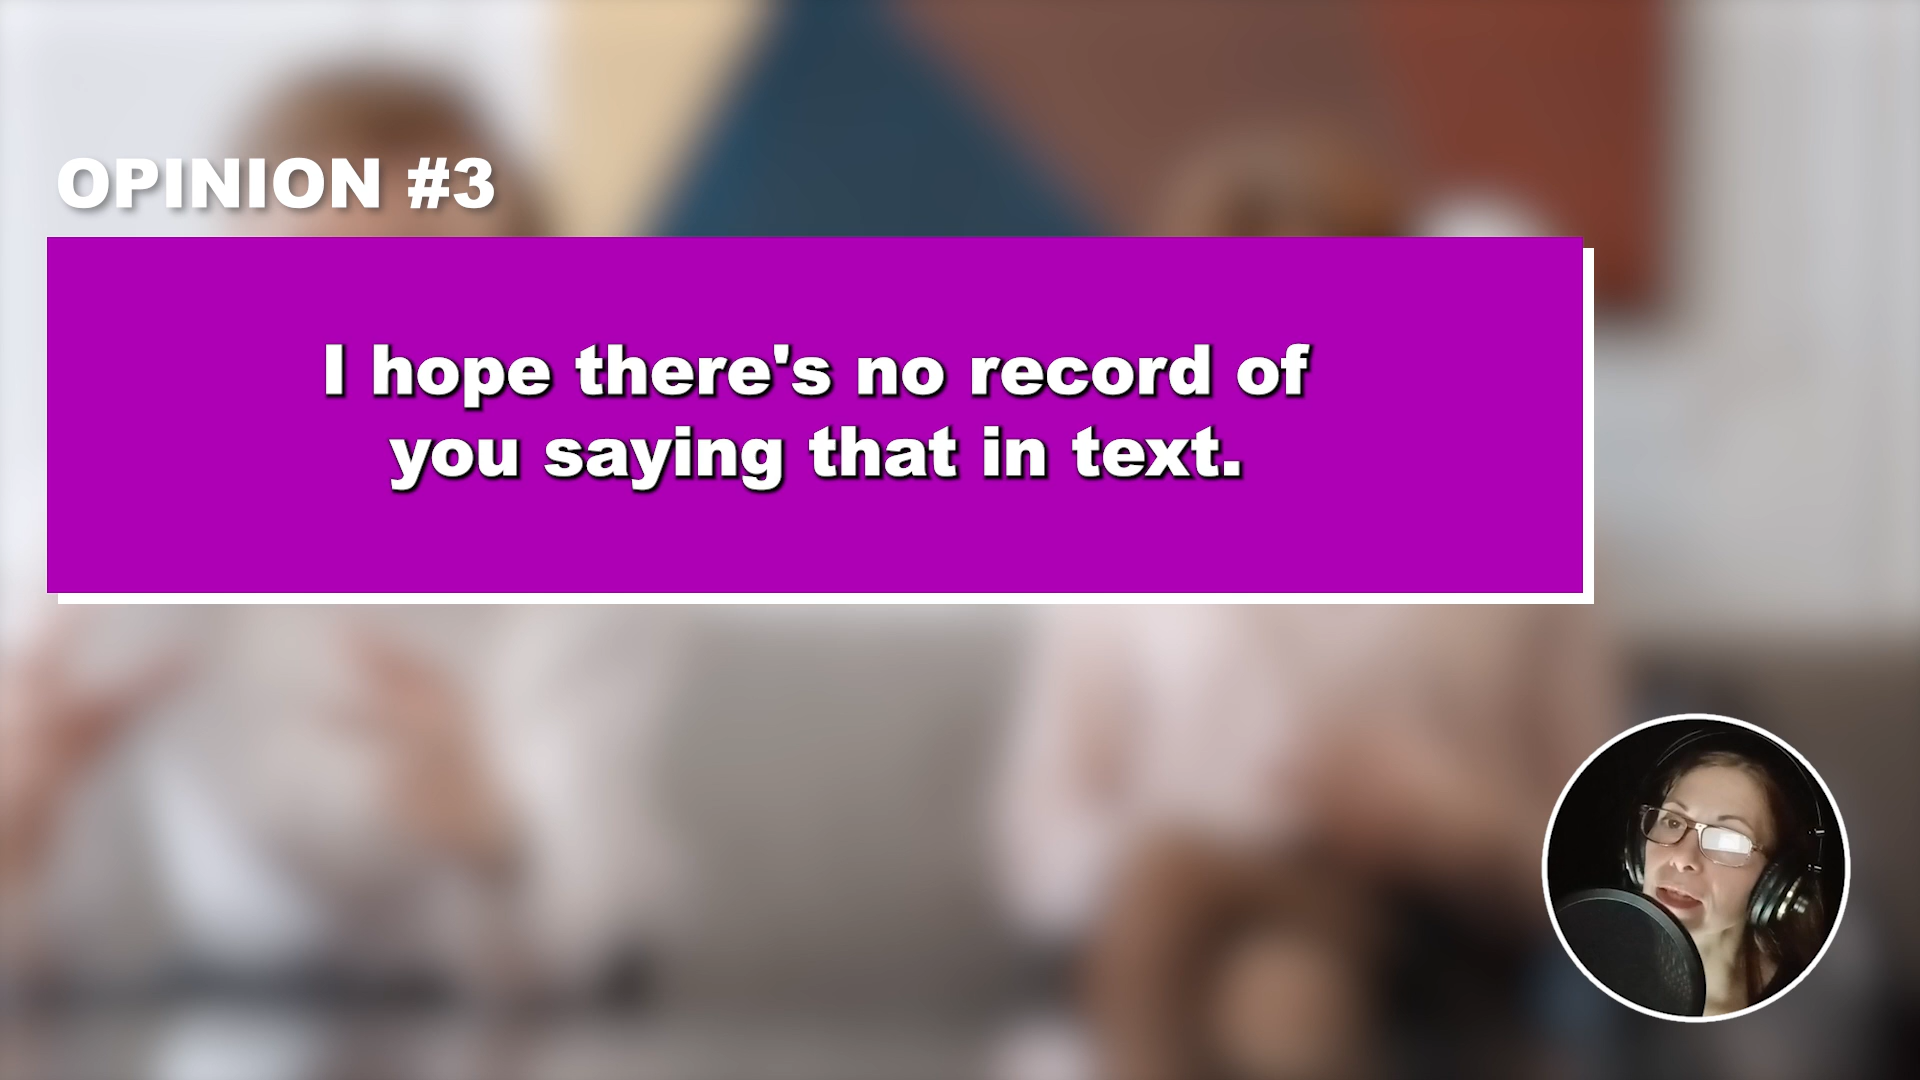 OPINION #3
I hope there's no record of
you saying that in text.